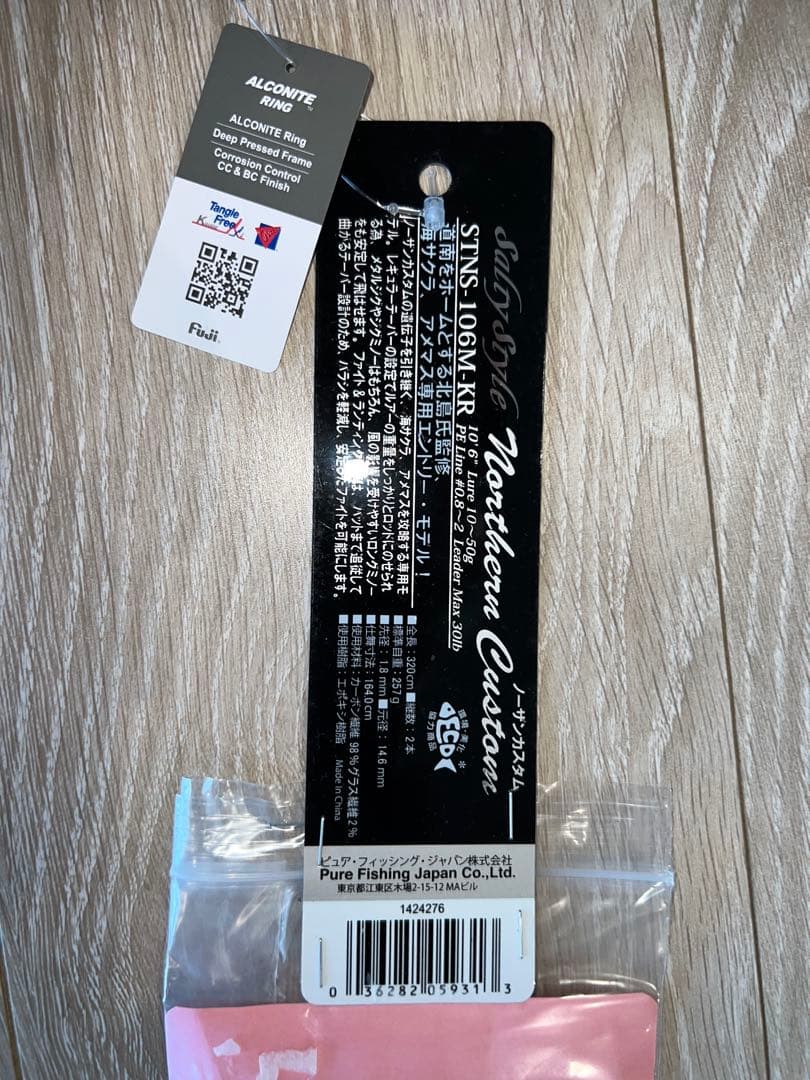 ALCONITE
RING
ALCONITE Ring
Deep Pressed Frame
Corrosion Control
CC & BC Finish
Tangle
Free
Fuji
Salty Style Northern Custom
ノーザンカスタム
STNS-106M-KR 10' 6" Lure 10~50g
PE Line #0.8~2 Leader Max 30lb
道南をホームとする北島氏監修、
海サクラ、アメマス専用エントリー・モデル!
ノーザンカスタムの遺伝子を引き継ぐ、海サクラ、アメマスを攻略する専用モ
デル。レギュラーテーパーの設定でルアーの重量をしっかりとロッドにのせられ
る為、メタルジグやジグミノーはもちろん、風の影響を受けやすいロングミノー
をも安定して飛ばせます。ファイト&ランディング は、バットまで追従して
曲がるテーパー設計のため、バラシを軽減し、安定したファイトを可能にします。
■全長:320cm ■継数:2本
■標準自重:257g
■先径:1.8mm ■元径:14.6mm
■仕舞寸法:164.0cm
■使用材料:カーボン繊維98%グラス繊維2%
■使用樹脂:エポキシ樹脂 Made in China
環境・美な
ECO
協力商品
ピュア・フィッシング・ジャパン株式会社
Pure Fishing Japan Co.,Ltd.
東京都江東区木場2-15-12 MAビル
1424276
0 36282 05931 3